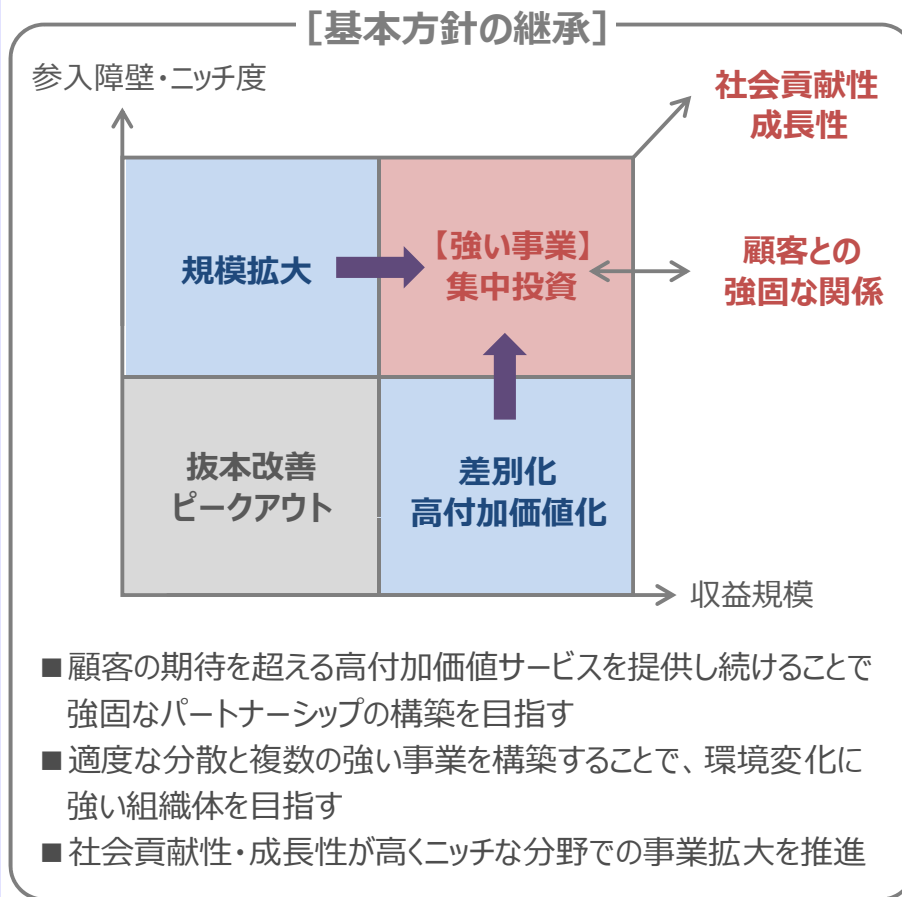 [基本方針の継承]
参入障壁・ニッチ度
社会貢献性
成長性
規模拡大
【強い事業】
集中投資
顧客との
強固な関係
抜本改善
ピークアウト
差別化
高付加価値化
収益規模
■顧客の期待を超える高付加価値サービスを提供し続けることで
強固なパートナーシップの構築を目指す
■適度な分散と複数の強い事業を構築することで、環境変化に
強い組織体を目指す
■社会貢献性・成長性が高くニッチな分野での事業拡大を推進